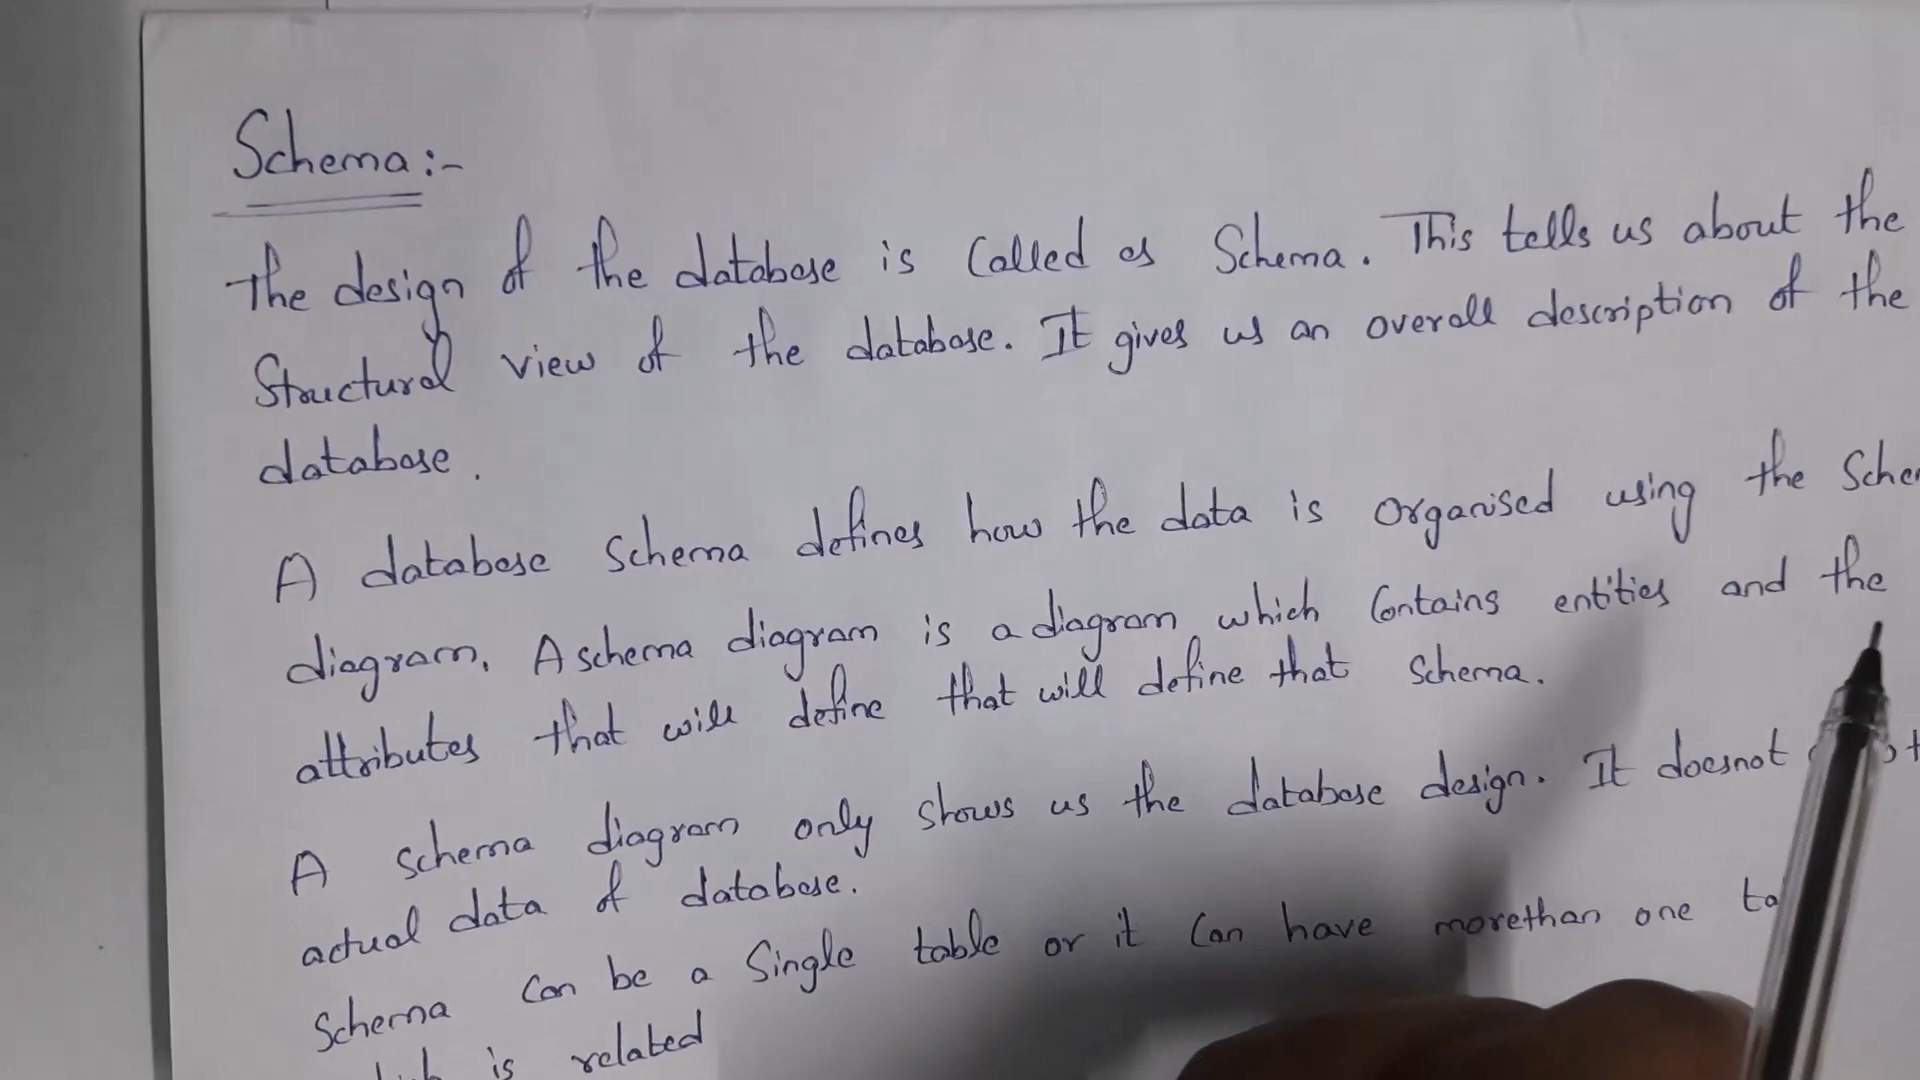 Schema:-
The design of the database is called as Schema. This tells us about the
Structural view of the database. It gives us an overall description of the
database.
A database Schema defines how the data is organised using the
diagram. A schema diagram is a diagram which contains entities and the
attributes that will define that will define that schema.
A schema diagram only shows us the database design. It doesnot
actual data of database.
Schema can be a Single table or it can have morethan one
is related